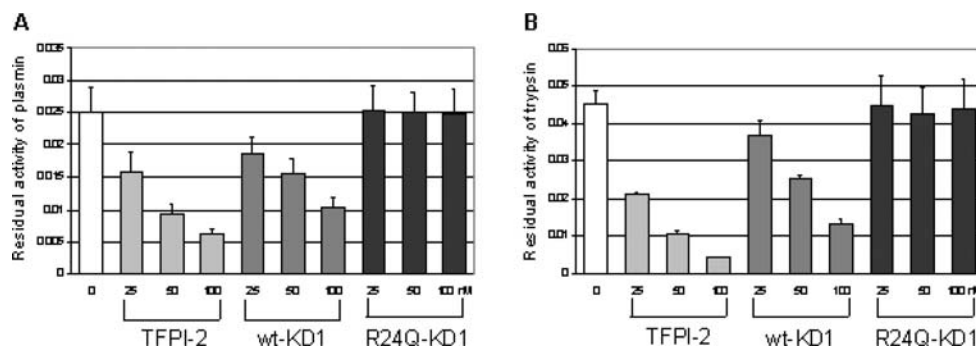 A
Residual activity of plasmin
0.035
0.03
0.025
0.02
0.015
0.01
0.005
0
0 25 50 100 25 50 100 25 50 100 nM
TFPI-2 wt-KD1 R24Q-KD1
B
Residual activity of trypsin
0.06
0.05
0.04
0.03
0.02
0.01
0
0 25 50 100 25 50 100 25 50 100 nM
TFPI-2 wt-KD1 R24Q-KD1